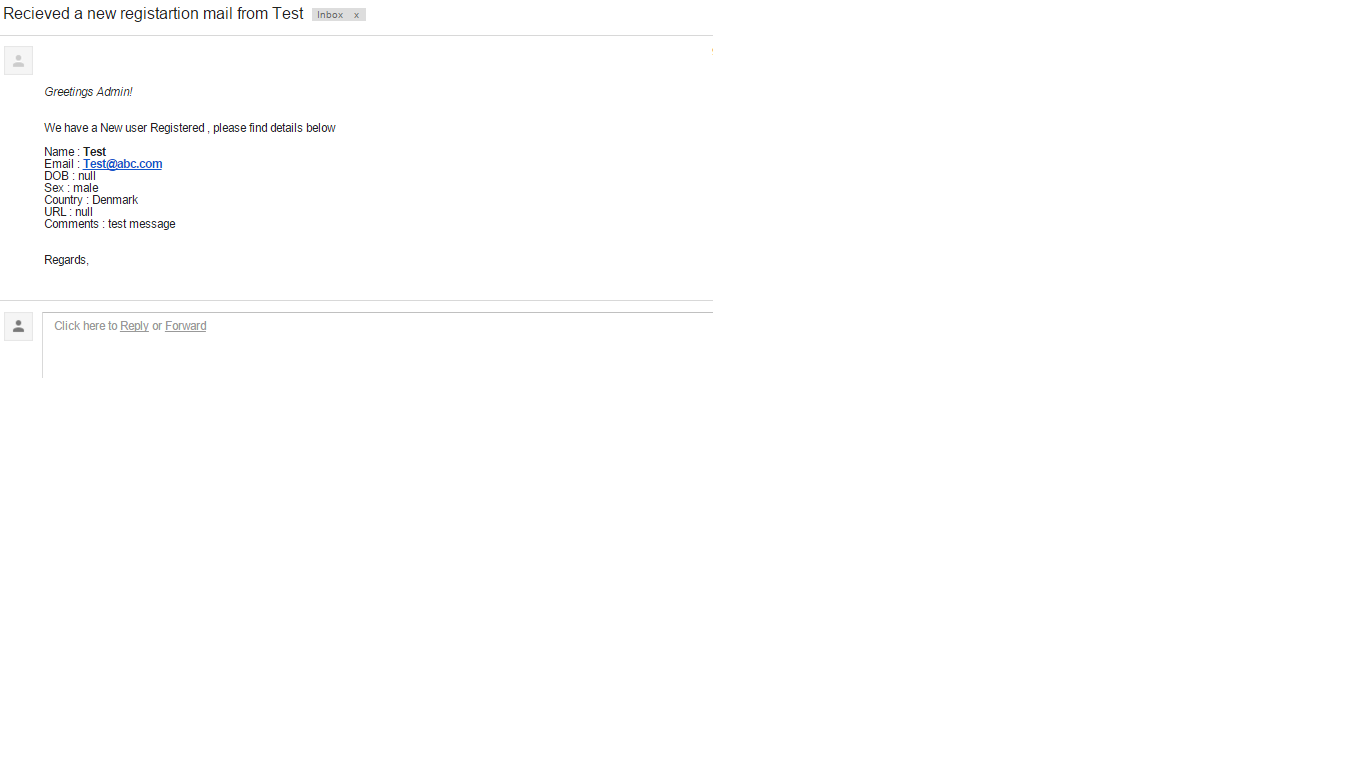 Recieved a new registartion mail from Test Inbox x
Greetings Admin!
We have a New user Registered , please find details below
Name : Test
Email : Test@abc.com
DOB : null
Sex : male
Country : Denmark
URL : null
Comments : test message
Regards,
Click here to Reply or Forward